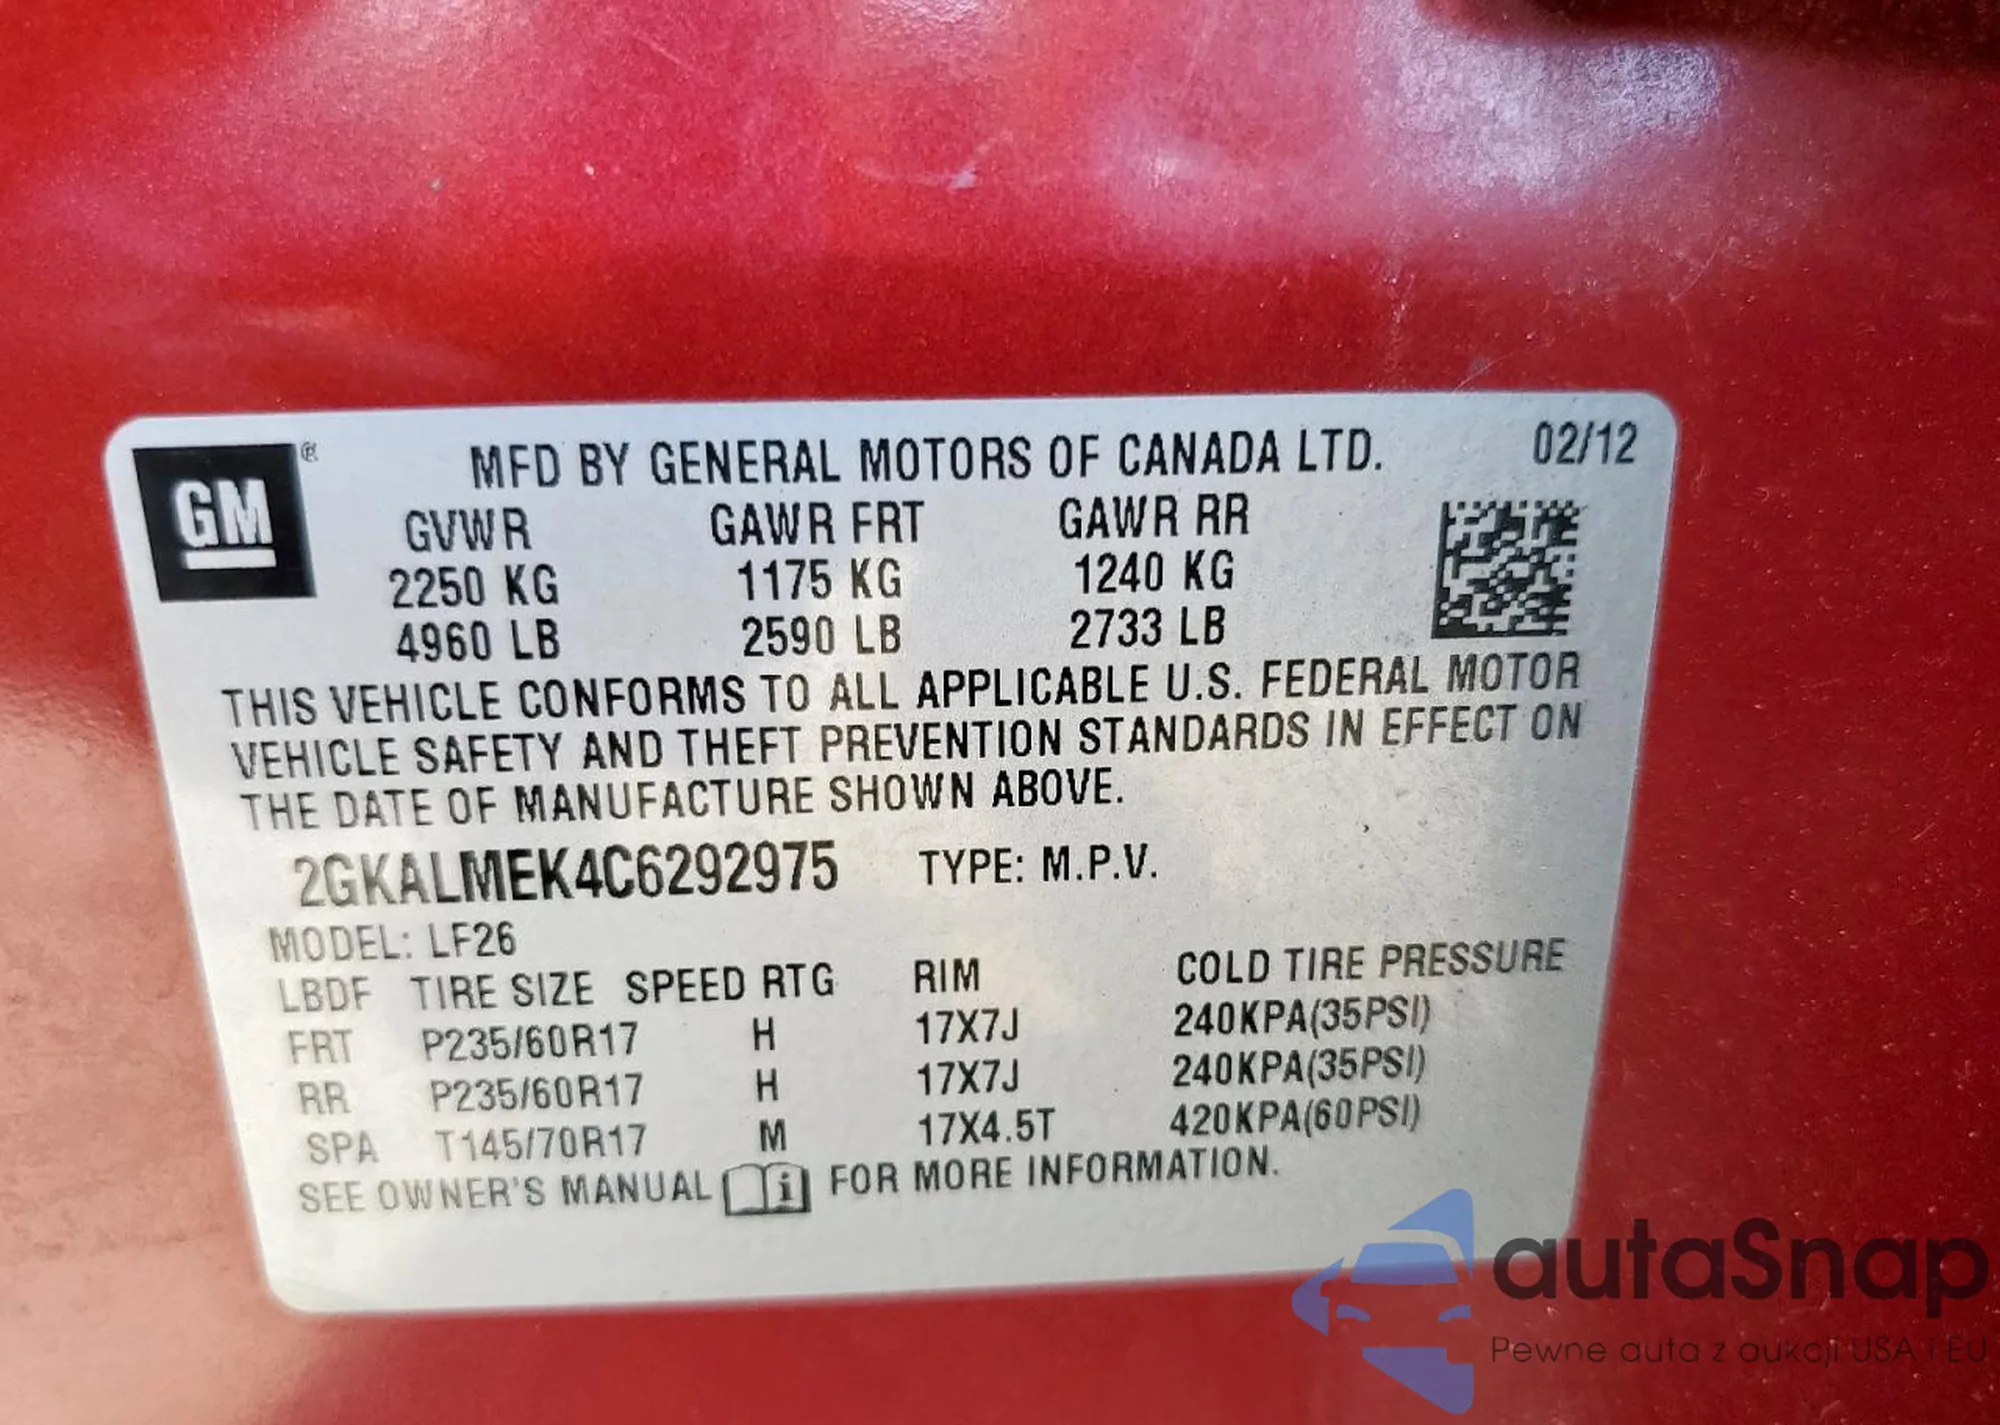 GM ®
MFD BY GENERAL MOTORS OF CANADA LTD. 02/12
GVWR GAWR FRT GAWR RR
2250 KG 1175 KG 1240 KG
4960 LB 2590 LB 2733 LB
THIS VEHICLE CONFORMS TO ALL APPLICABLE U.S. FEDERAL MOTOR
VEHICLE SAFETY AND THEFT PREVENTION STANDARDS IN EFFECT ON
THE DATE OF MANUFACTURE SHOWN ABOVE.
2GKALMEK4C6292975 TYPE: M.P.V.
MODEL: LF26
LBDF TIRE SIZE SPEED RTG RIM COLD TIRE PRESSURE
FRT P235/60R17 H 17X7J 240KPA(35PSI)
RR P235/60R17 H 17X7J 240KPA(35PSI)
SPA T145/70R17 M 17X4.5T 420KPA(60PSI)
SEE OWNER'S MANUAL i FOR MORE INFORMATION.
autaSnap
Pewne auta z aukcji USA i EU